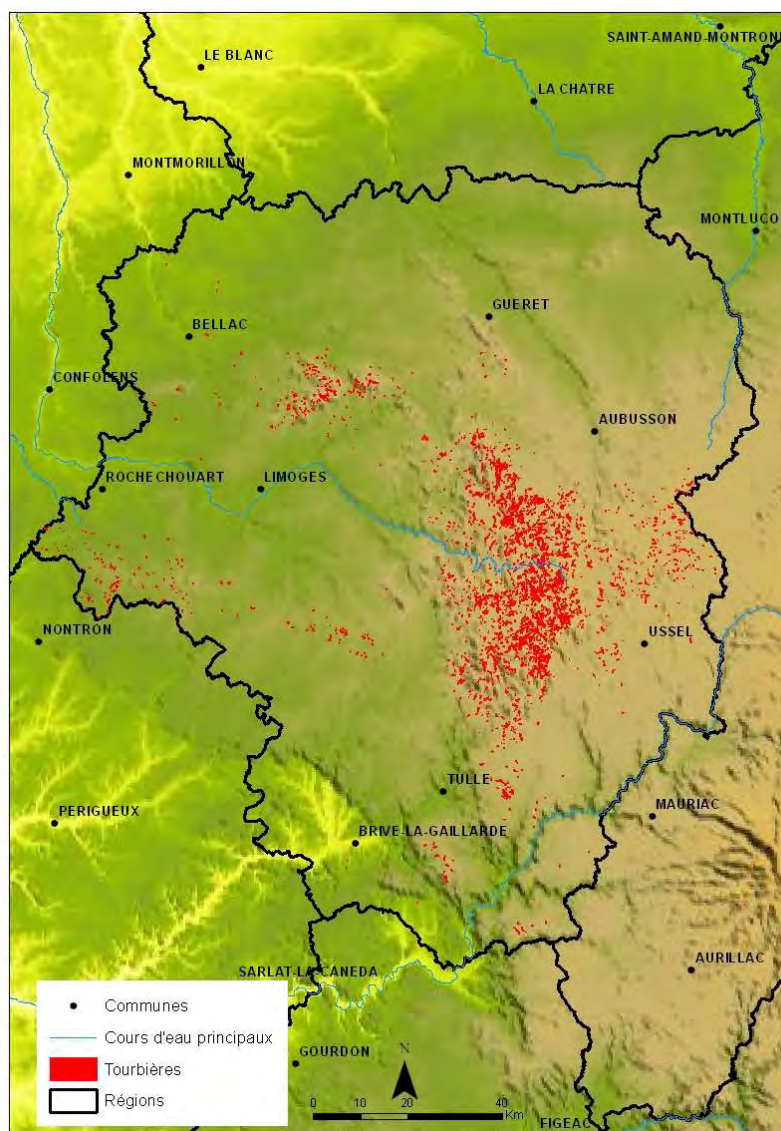 SAINT-AMAND-MONTRON
LE BLANC
LA CHATRE
MONTMORILLON
MONTLUCO
GUERET
BELLAC
CONFOLENS
AUBUSSON
ROCHECHOUART
LIMOGES
NONTRON
USSEL
TULLE
MAURIAC
PERIGUEUX
BRIVE-LA-GAILLARDE
AURILLAC
SARLAT-LA-CANEDA
Communes
Cours d'eau principaux
GOURDON
N
Tourbières
Régions
0 10 20 40
Km
FIGEAC